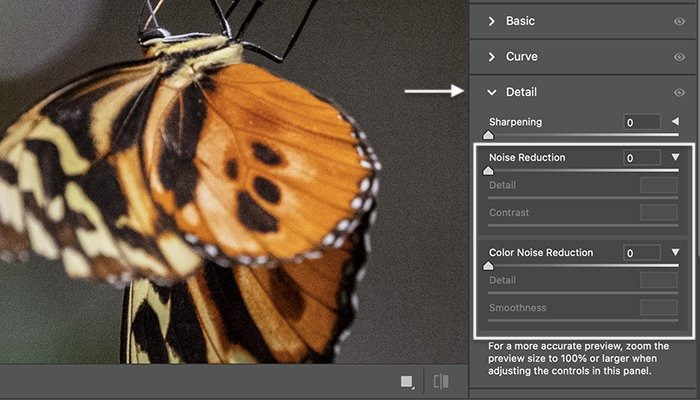 Basic
Curve
Detail
Sharpening 0
Noise Reduction 0
Detail
Contrast
Color Noise Reduction 0
Detail
Smoothness
For a more accurate preview, zoom the
preview size to 100% or larger when
adjusting the controls in this panel.